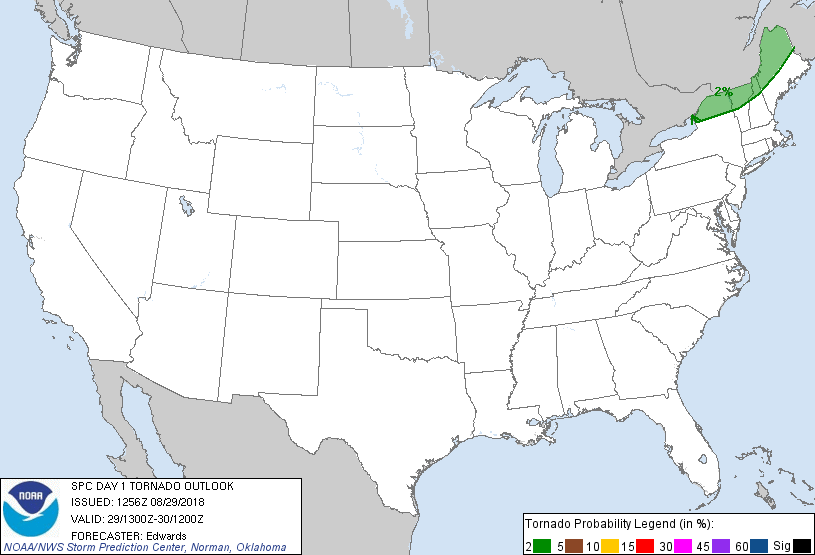 2%
SPC DAY 1 TORNADO OUTLOOK
ISSUED: 1256Z 08/29/2018
VALID: 29/1300Z-30/1200Z
FORECASTER: Edwards
NOAA
NOAA/NWS Storm Prediction Center, Norman, Oklahoma
Tornado Probability Legend (in %):
2 5 10 15 30 45 60 Sig